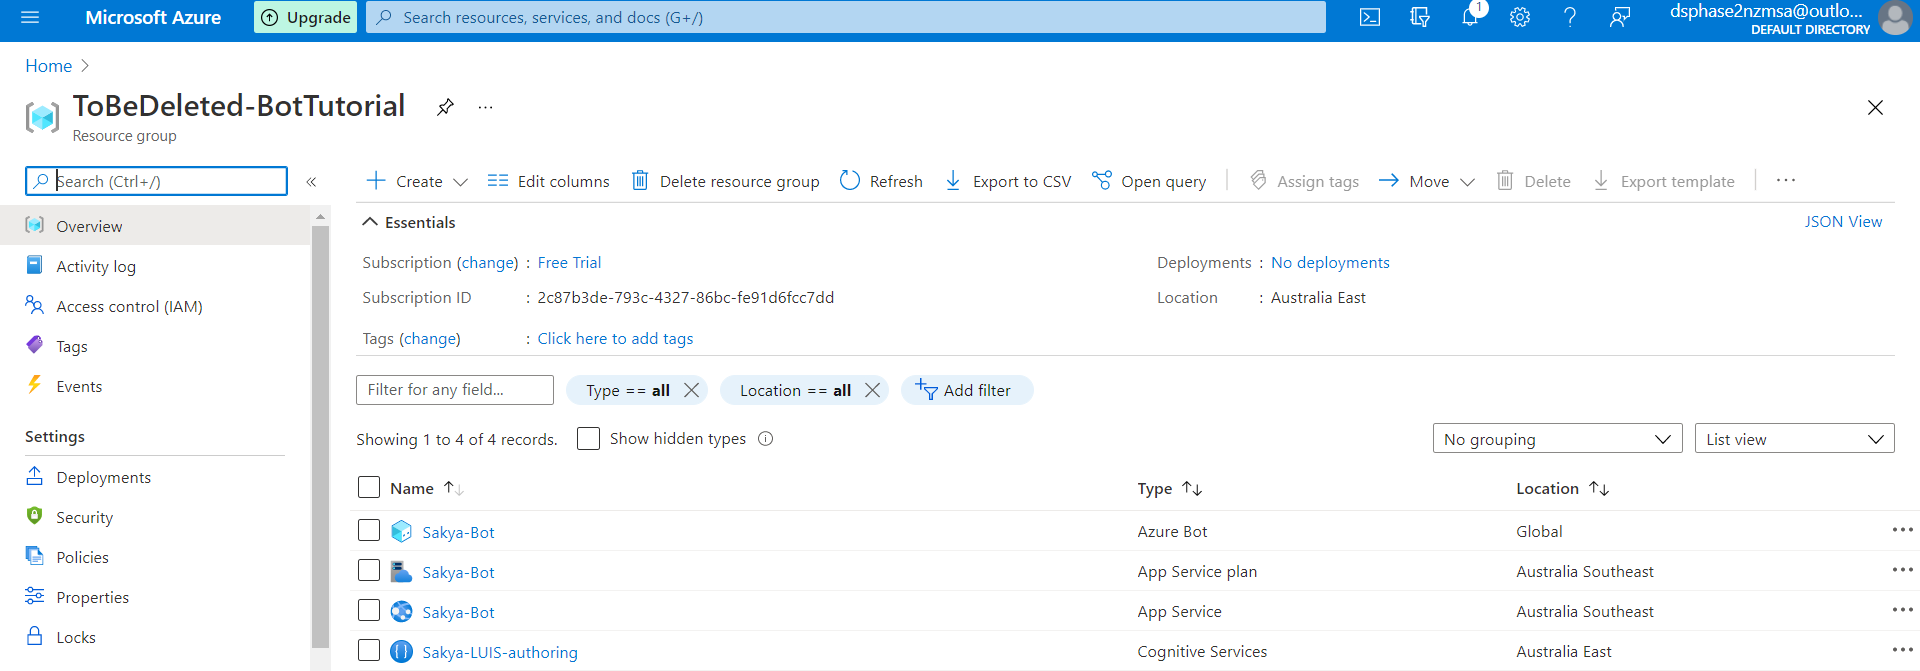 Microsoft Azure Upgrade Search resources, services, and docs (G+/) 1 dsphase2nzmsa@outlo...
DEFAULT DIRECTORY
Home
ToBeDeleted-BotTutorial ...
Resource group
Search (Ctrl+/) «
Create Edit columns Delete resource group Refresh Export to CSV Open query Assign tags Move Delete Export template ...
Overview
Activity log
Access control (IAM)
Tags
Events
Settings
Deployments
Security
Policies
Properties
Locks
Essentials JSON View
Subscription (change) : Free Trial Deployments : No deployments
Subscription ID : 2c87b3de-793c-4327-86bc-fe91d6fcc7dd Location : Australia East
Tags (change) : Click here to add tags
Filter for any field... Type == all Location == all Add filter
Showing 1 to 4 of 4 records. Show hidden types No grouping List view
Name Type Location
Sakya-Bot Azure Bot Global ...
Sakya-Bot App Service plan Australia Southeast ...
Sakya-Bot App Service Australia Southeast ...
Sakya-LUIS-authoring Cognitive Services Australia East ...